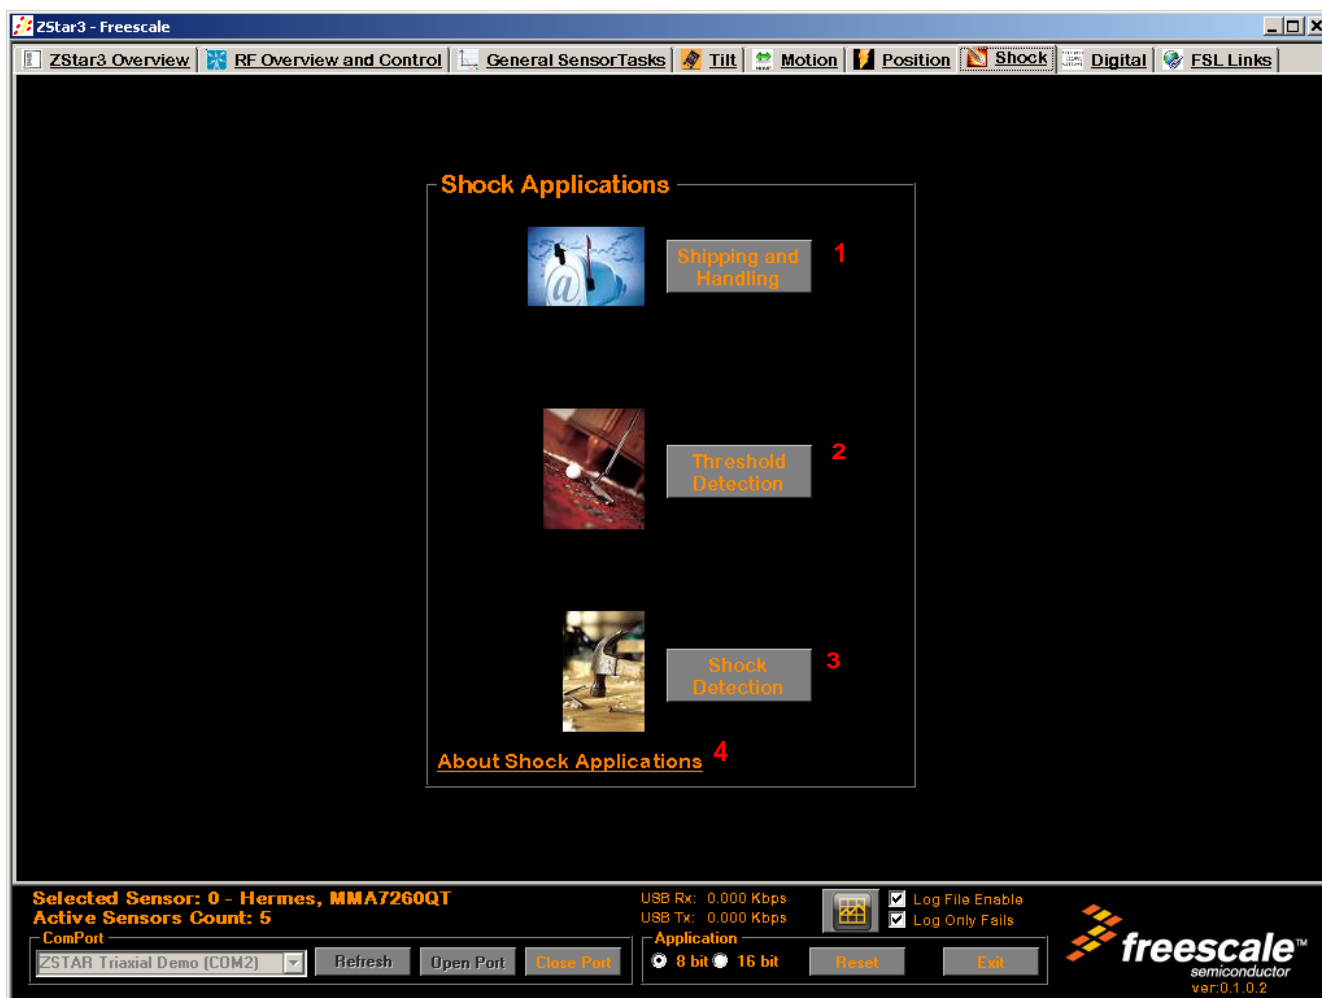 ZStar3 - Freescale
ZStar3 Overview RF Overview and Control General SensorTasks Tilt Motion Position Shock Digital FSL Links
Shock Applications
Shipping and
Handling
1
@
Threshold
Detection
2
Shock
Detection
3
About Shock Applications 4
Selected Sensor: 0 - Hermes, MMA7260QT
Active Sensors Count: 5
USB Rx: 0.000 Kbps
USB Tx: 0.000 Kbps
Log File Enable
Log Only Fails
ComPort
ZSTAR Triaxial Demo (COM2) Refresh Open Port Close Port
Application
8 bit 16 bit Reset Exit
freescale™
semiconductor
ver:0.1.0.2